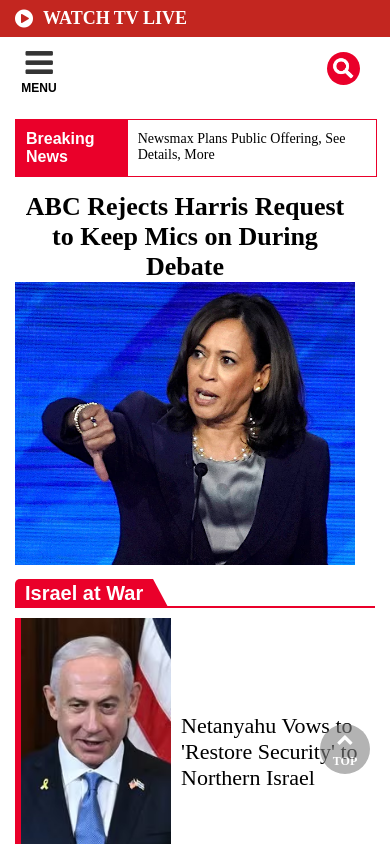 WATCH TV LIVE
MENU
Breaking
News
Newsmax Plans Public Offering, See
Details, More
ABC Rejects Harris Request
to Keep Mics on During
Debate
Israel at War
Netanyahu Vows to
'Restore Security' to
Northern Israel
TOP